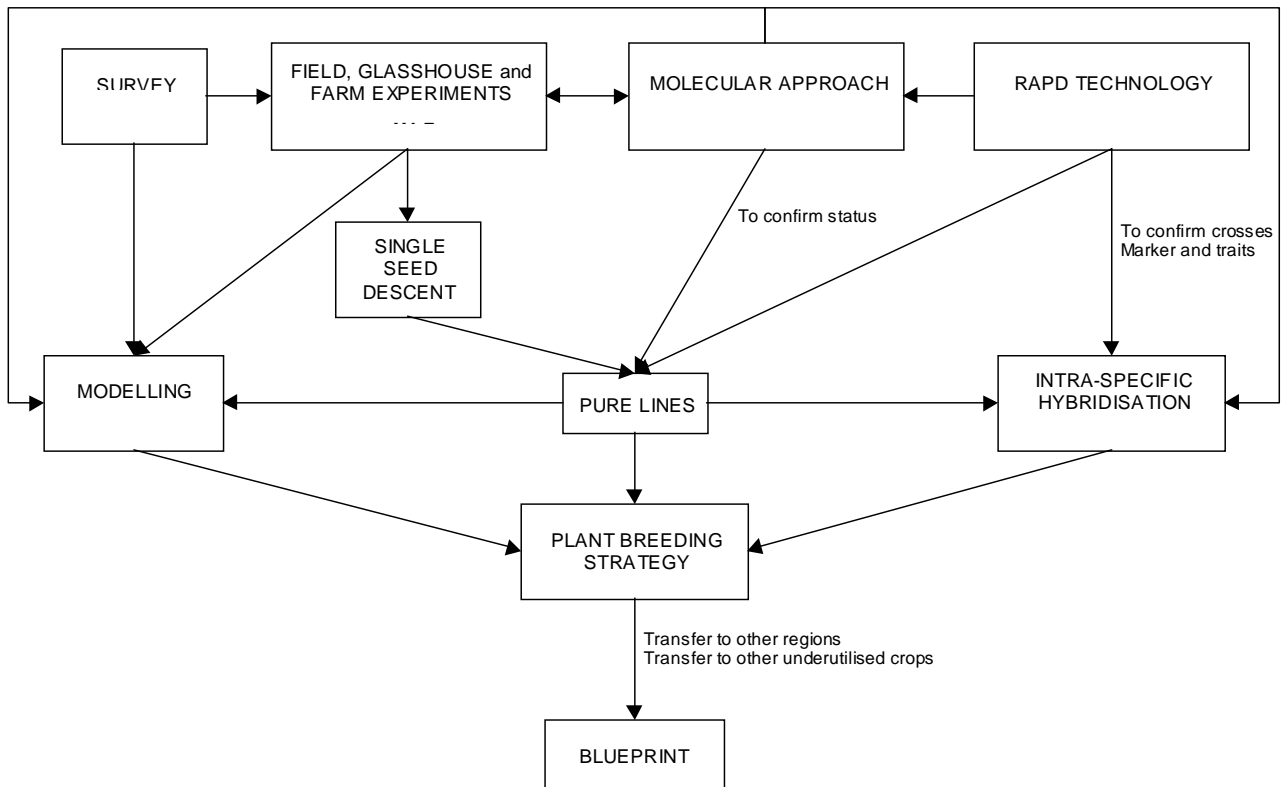 SURVEY
FIELD, GLASSHOUSE and
FARM EXPERIMENTS
MOLECULAR APPROACH
RAPD TECHNOLOGY
To confirm status
To confirm crosses
Marker and traits
SINGLE
SEED
DESCENT
MODELLING
PURE LINES
INTRA-SPECIFIC
HYBRIDISATION
PLANT BREEDING
STRATEGY
Transfer to other regions
Transfer to other underutilised crops
BLUEPRINT